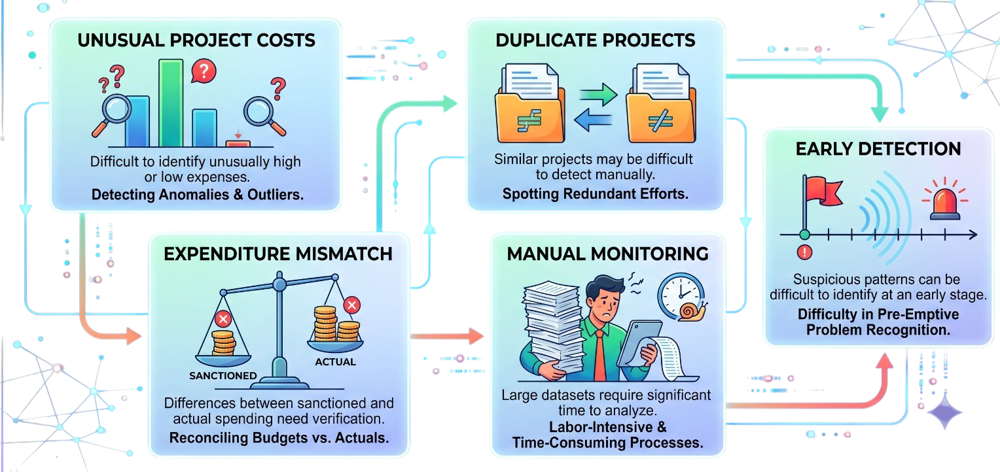 UNUSUAL PROJECT COSTS
? ? ? ?
Difficult to identify unusually high
or low expenses.
Detecting Anomalies & Outliers.
EXPENDITURE MISMATCH
SANCTIONED
ACTUAL
Differences between sanctioned and
actual spending need verification.
Reconciling Budgets vs. Actuals.
DUPLICATE PROJECTS
≠
Similar projects may be difficult
to detect manually.
Spotting Redundant Efforts.
MANUAL MONITORING
Large datasets require significant
time to analyze.
Labor-Intensive &
Time-Consuming Processes.
EARLY DETECTION
!
Suspicious patterns can be
difficult to identify at an early stage.
Difficulty in Pre-Emptive
Problem Recognition.